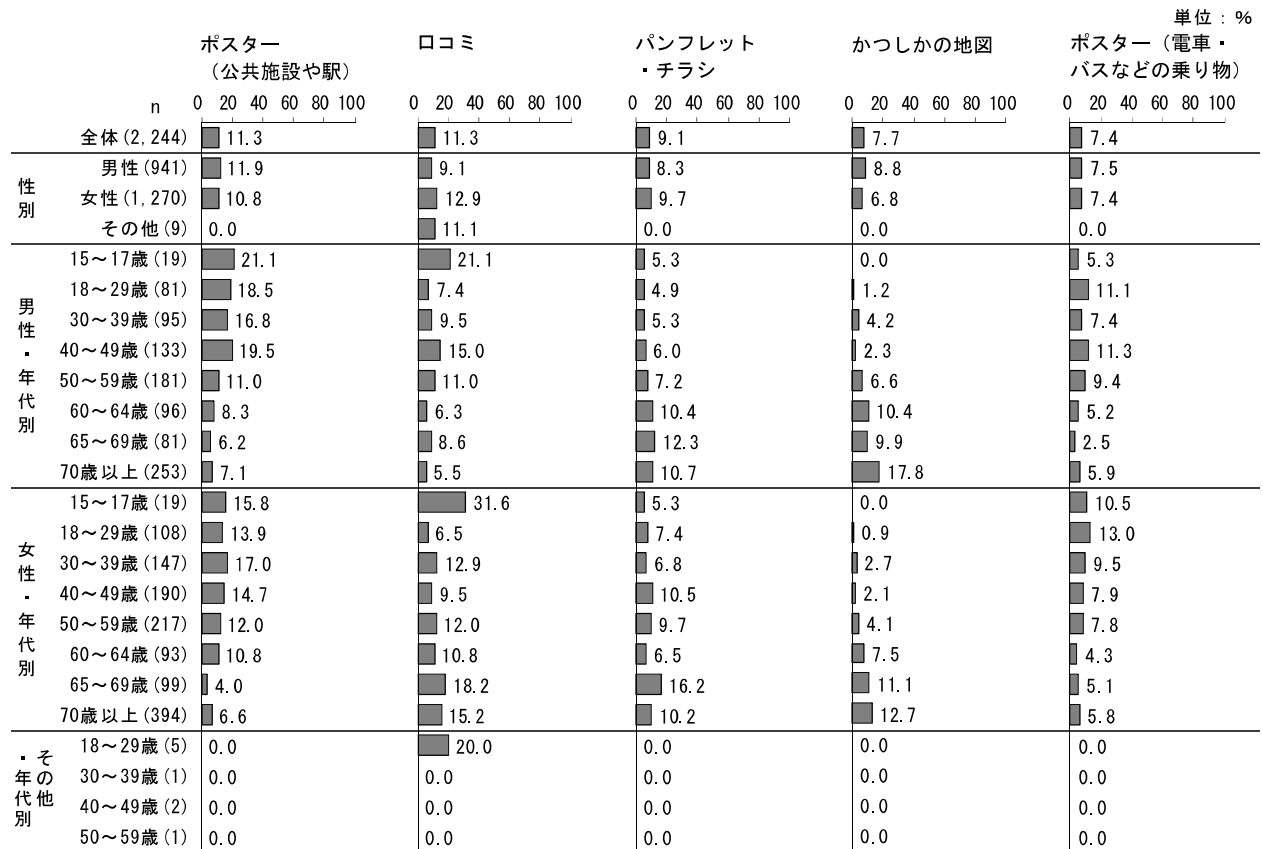 単位：％
ポスター
（公共施設や駅）
口コミ
パンフレット
・チラシ
かつしかの地図
ポスター（電車・
バスなどの乗り物）
n 0 20 40 60 80 100 0 20 40 60 80 100 0 20 40 60 80 100 0 20 40 60 80 100 0 20 40 60 80 100
全体(2,244) 11.3 11.3 9.1 7.7 7.4
性別
男性(941) 11.9 9.1 8.3 8.8 7.5
女性(1,270) 10.8 12.9 9.7 6.8 7.4
その他(9) 0.0 11.1 0.0 0.0 0.0
男性・年代別
15～17歳(19) 21.1 21.1 5.3 0.0 5.3
18～29歳(81) 18.5 7.4 4.9 1.2 11.1
30～39歳(95) 16.8 9.5 5.3 4.2 7.4
40～49歳(133) 19.5 15.0 6.0 2.3 11.3
50～59歳(181) 11.0 11.0 7.2 6.6 9.4
60～64歳(96) 8.3 6.3 10.4 10.4 5.2
65～69歳(81) 6.2 8.6 12.3 9.9 2.5
70歳以上(253) 7.1 5.5 10.7 17.8 5.9
女性・年代別
15～17歳(19) 15.8 31.6 5.3 0.0 10.5
18～29歳(108) 13.9 6.5 7.4 0.9 13.0
30～39歳(147) 17.0 12.9 6.8 2.7 9.5
40～49歳(190) 14.7 9.5 10.5 2.1 7.9
50～59歳(217) 12.0 12.0 9.7 4.1 7.8
60～64歳(93) 10.8 10.8 6.5 7.5 4.3
65～69歳(99) 4.0 18.2 16.2 11.1 5.1
70歳以上(394) 6.6 15.2 10.2 12.7 5.8
その他・年代別
18～29歳(5) 0.0 20.0 0.0 0.0 0.0
30～39歳(1) 0.0 0.0 0.0 0.0 0.0
40～49歳(2) 0.0 0.0 0.0 0.0 0.0
50～59歳(1) 0.0 0.0 0.0 0.0 0.0